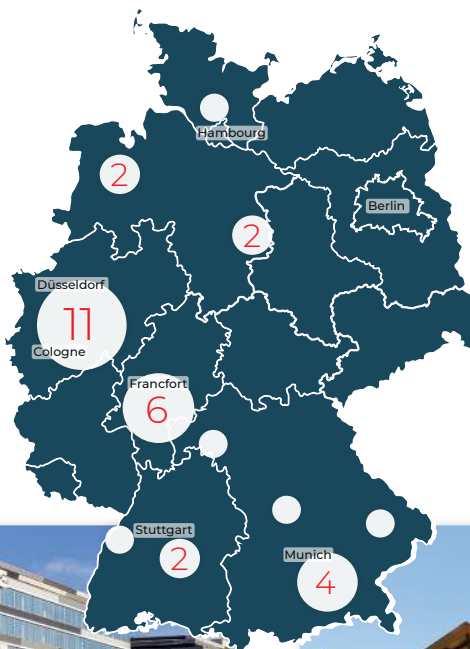 Hambourg
2
Berlin
2
Düsseldorf
11
Cologne
Francfort
6
Stuttgart
2
Munich
4